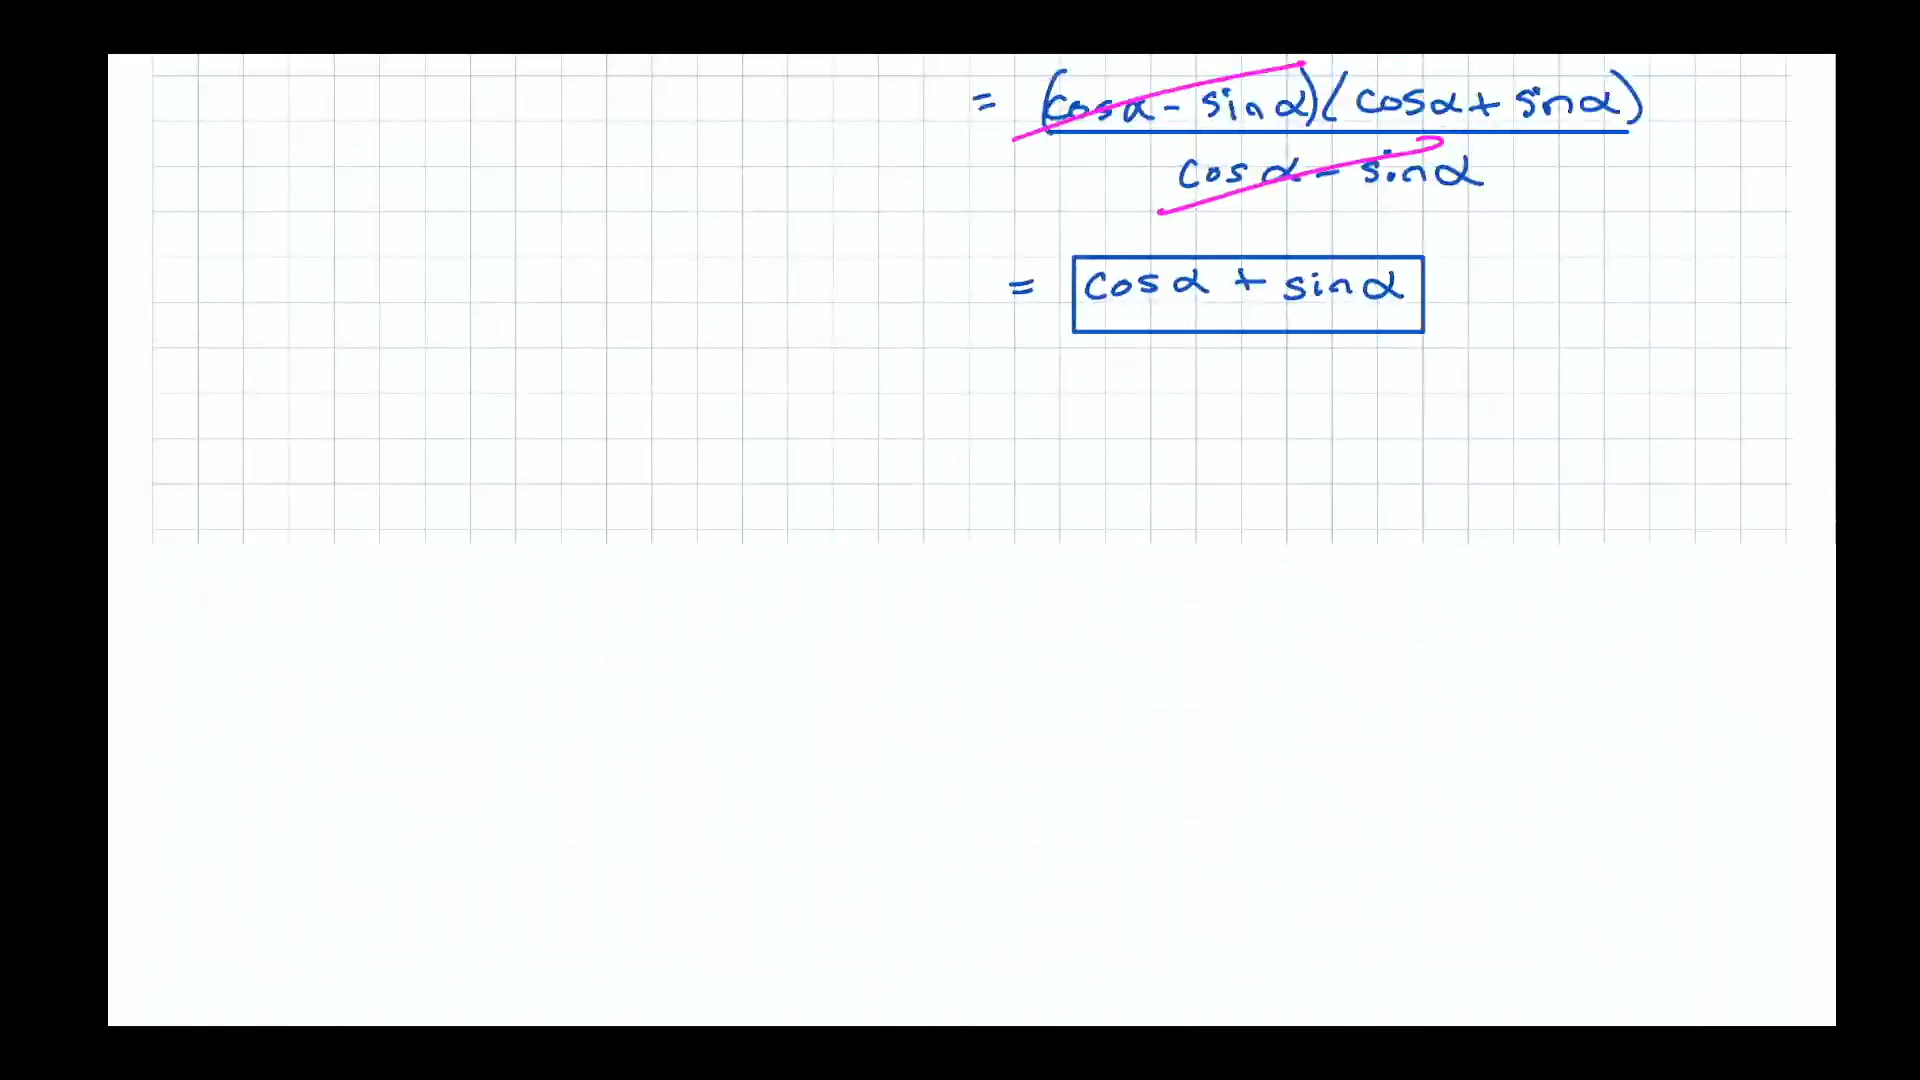 = (cosα - sinα)(cosα + sinα)
cosα - sinα
= cosα + sinα